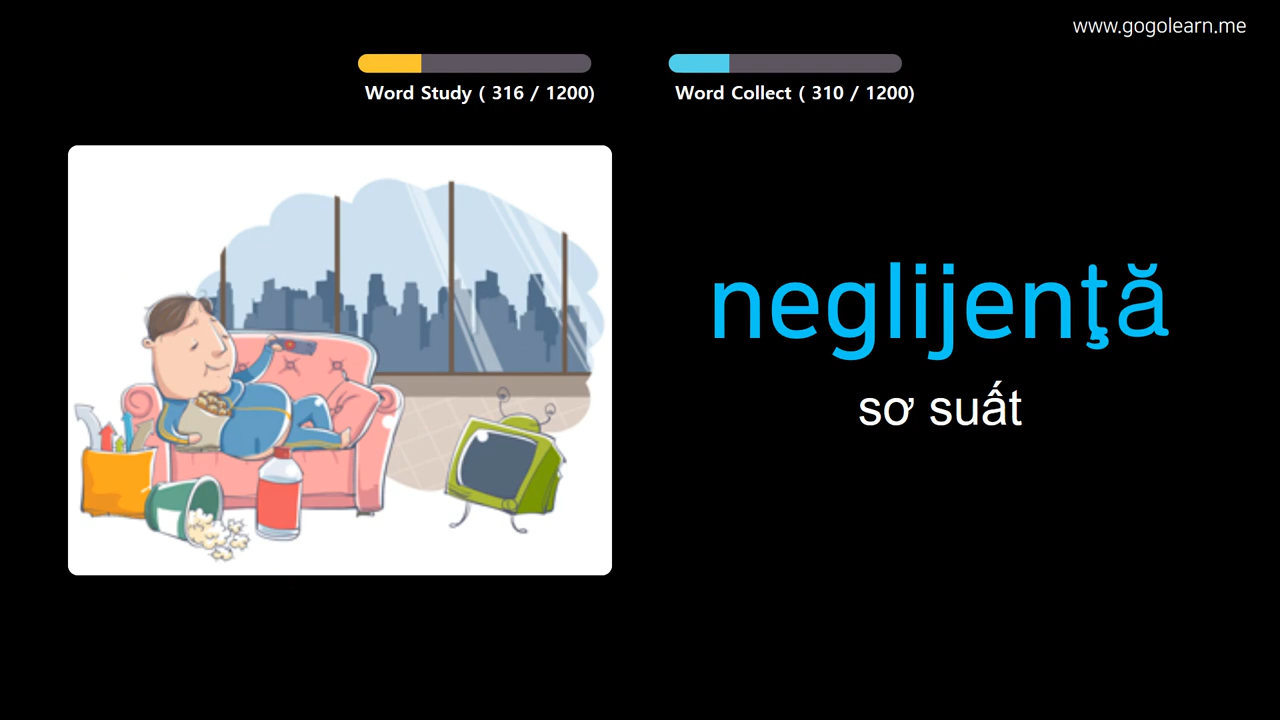 www.gogolearn.me
Word Study ( 316 / 1200)
Word Collect ( 310 / 1200)
neglijenţă
sơ suất